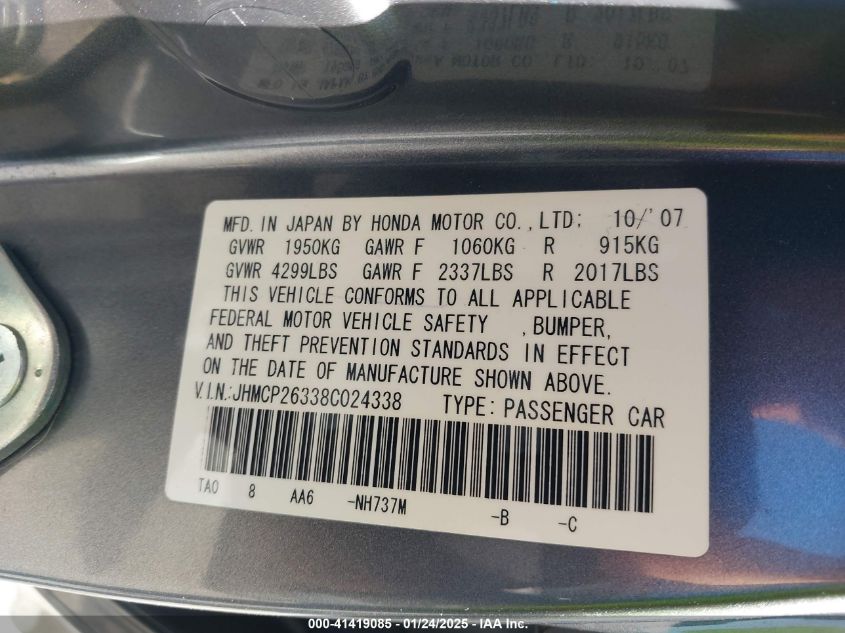 MFD. IN JAPAN BY HONDA MOTOR CO., LTD; 10/'07
GVWR 1950KG GAWR F 1060KG R 915KG
GVWR 4299LBS GAWR F 2337LBS R 2017LBS
THIS VEHICLE CONFORMS TO ALL APPLICABLE
FEDERAL MOTOR VEHICLE SAFETY , BUMPER,
AND THEFT PREVENTION STANDARDS IN EFFECT
ON THE DATE OF MANUFACTURE SHOWN ABOVE.
V.I.N.: JHMCP26338C024338 TYPE: PASSENGER CAR
TA0 8 AA6 -NH737M -B -C
000-41419085 - 01/24/2025 - IAA Inc.